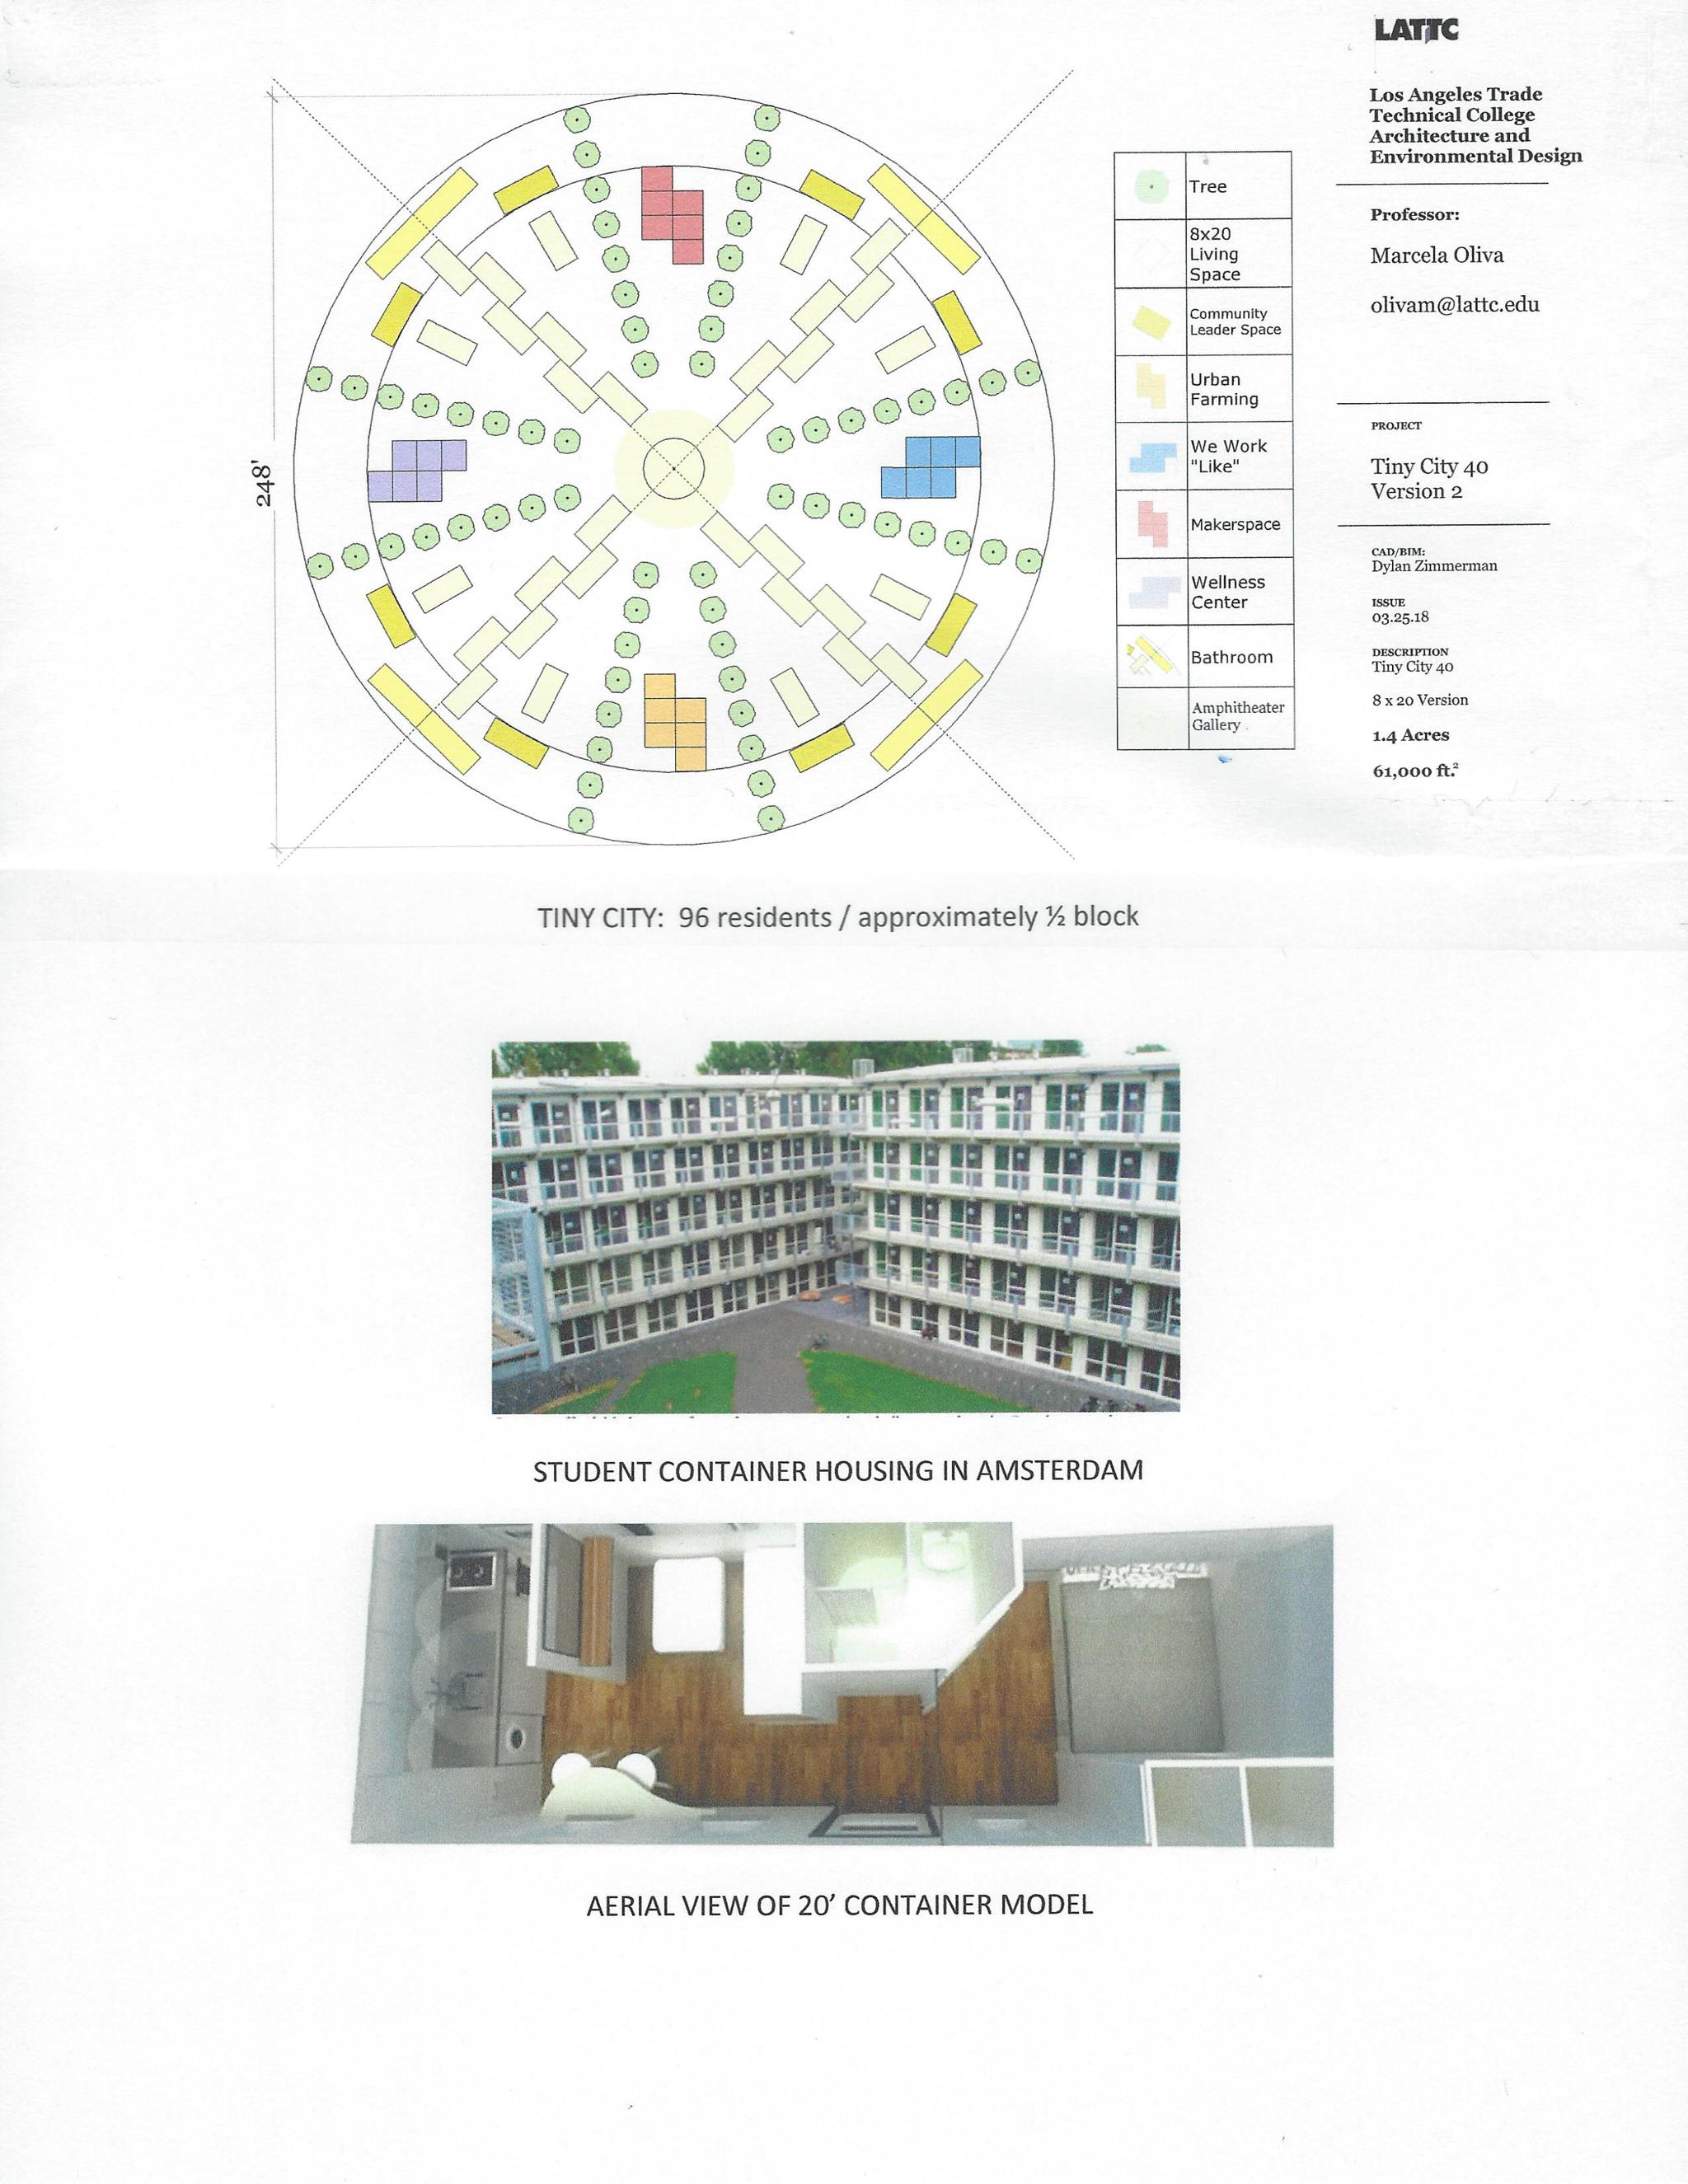 LATTC
Los Angeles Trade
Technical College
Architecture and
Environmental Design
Professor:
Marcela Oliva
olivam@lattc.edu
PROJECT
Tiny City 40
Version 2
CAD/BIM:
Dylan Zimmerman
ISSUE
03.25.18
DESCRIPTION
Tiny City 40
8 x 20 Version
1.4 Acres
61,000 ft.²
248'
Tree
8x20
Living
Space
Community
Leader Space
Urban
Farming
We Work
"Like"
Makerspace
Wellness
Center
Bathroom
Amphitheater
Gallery .
TINY CITY: 96 residents / approximately ½ block
STUDENT CONTAINER HOUSING IN AMSTERDAM
AERIAL VIEW OF 20' CONTAINER MODEL